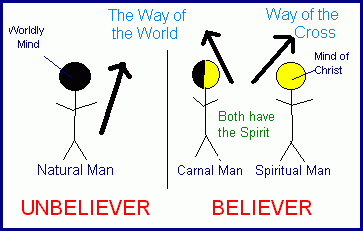 Worldly
Mind
The Way of
the World
Way of the
Cross
Mind of
Christ
Both have
the Spirit
Natural Man
Carnal Man
Spiritual Man
UNBELIEVER
BELIEVER